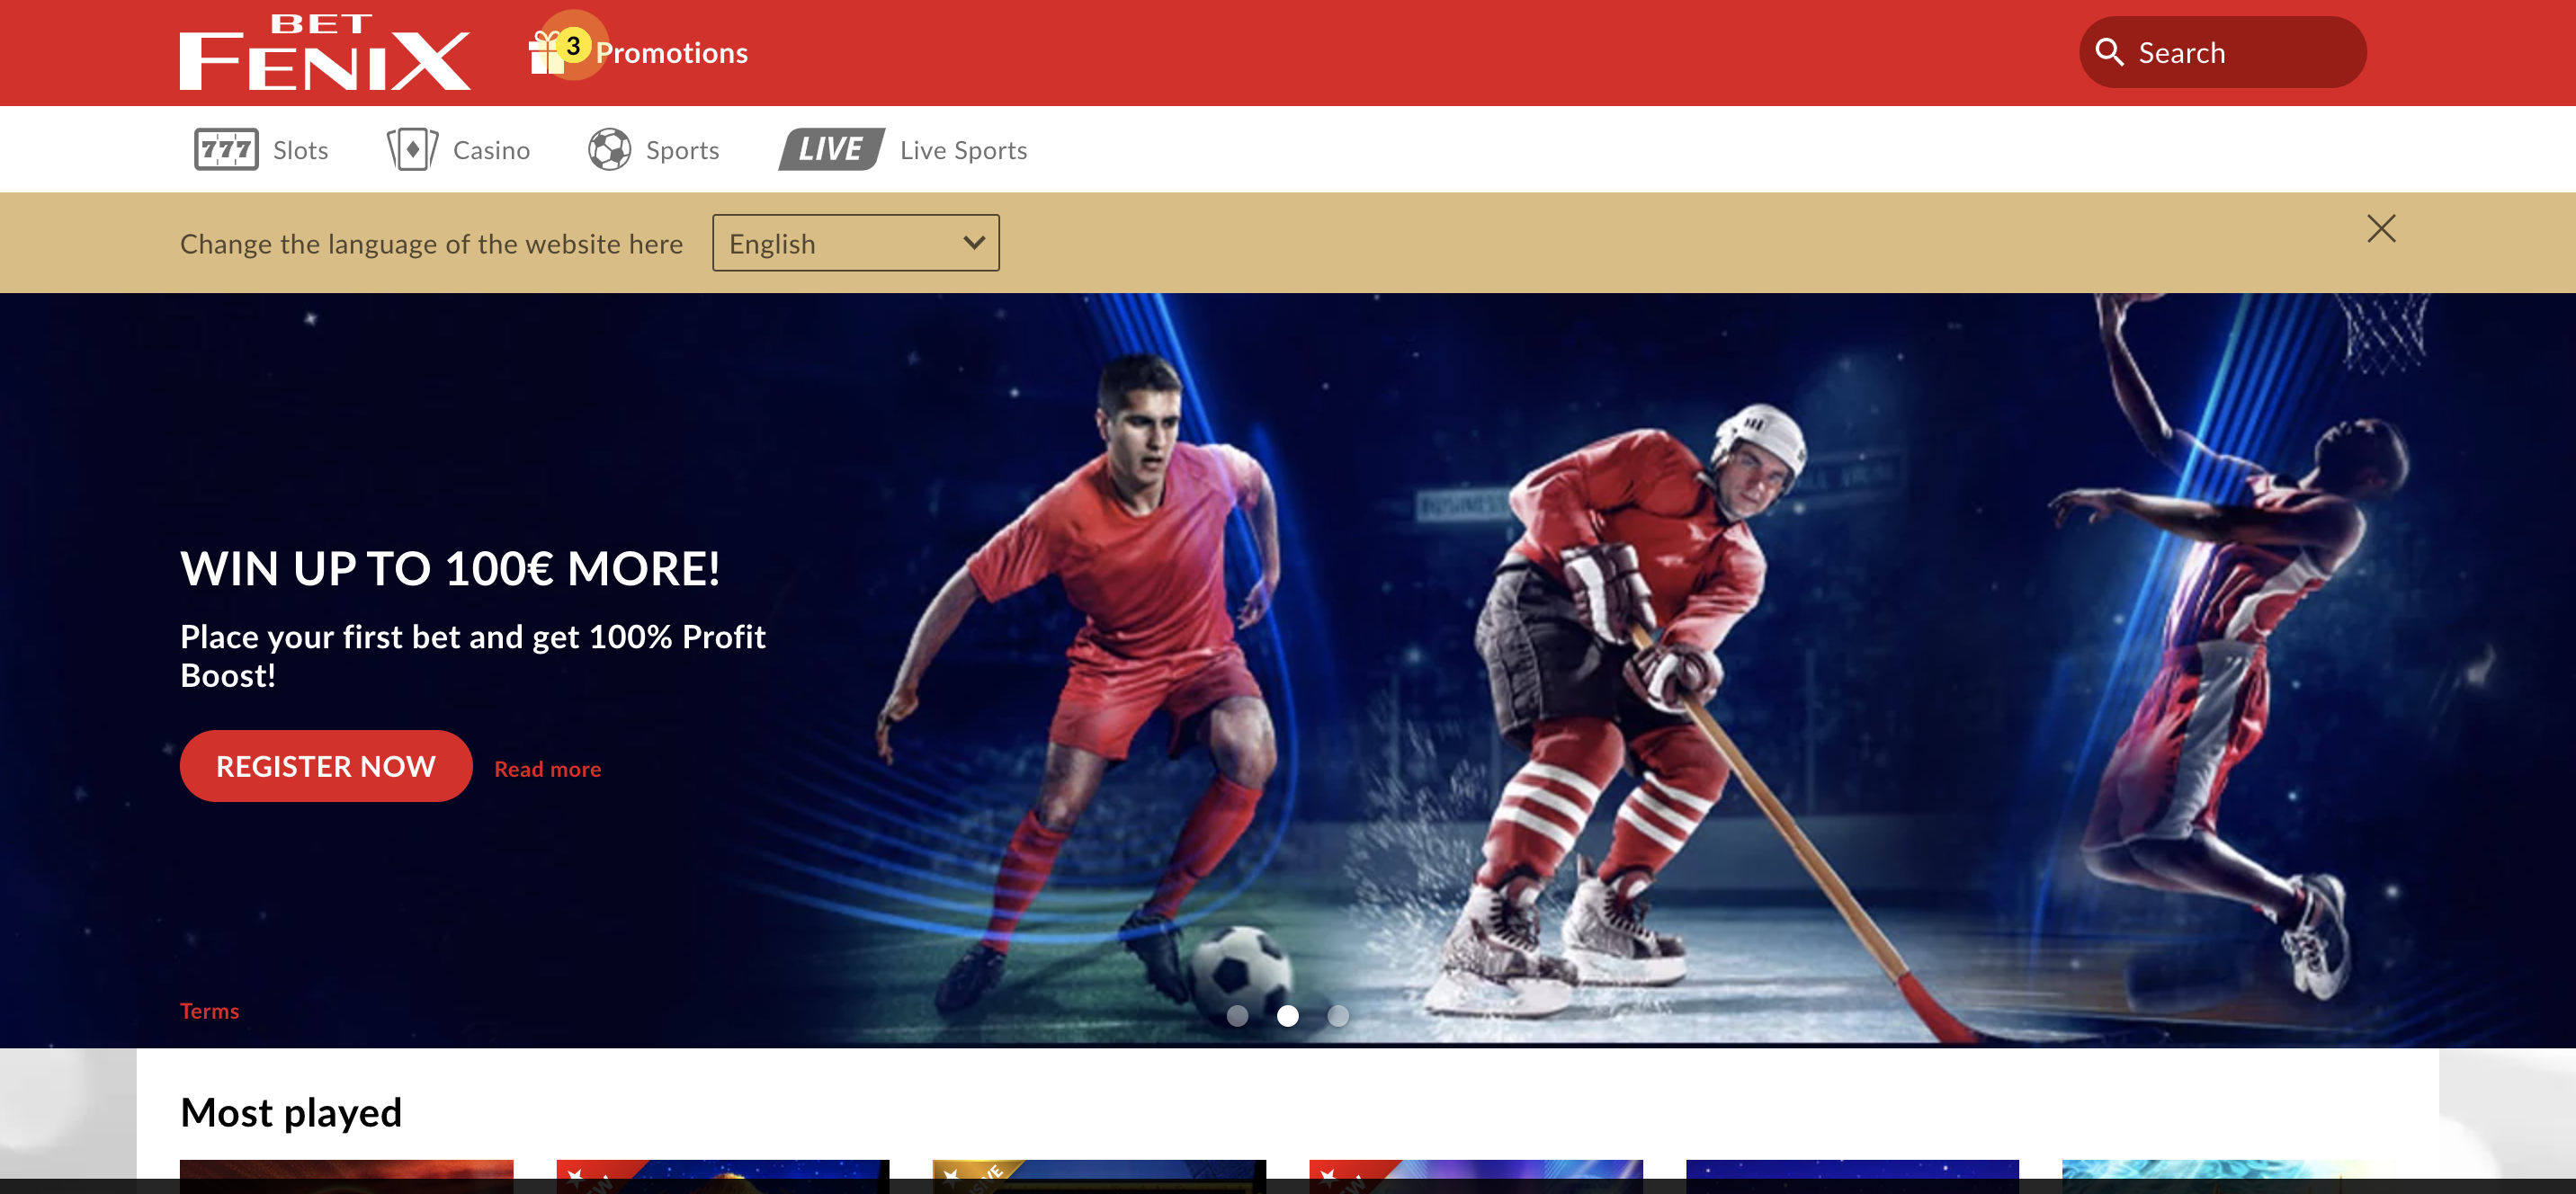 BET
FENIX
3
Promotions
Search
777
Slots
Casino
Sports
LIVE
Live Sports
Change the language of the website here
English
WIN UP TO 100€ MORE!
Place your first bet and get 100% Profit
Boost!
REGISTER NOW
Read more
Terms
Most played